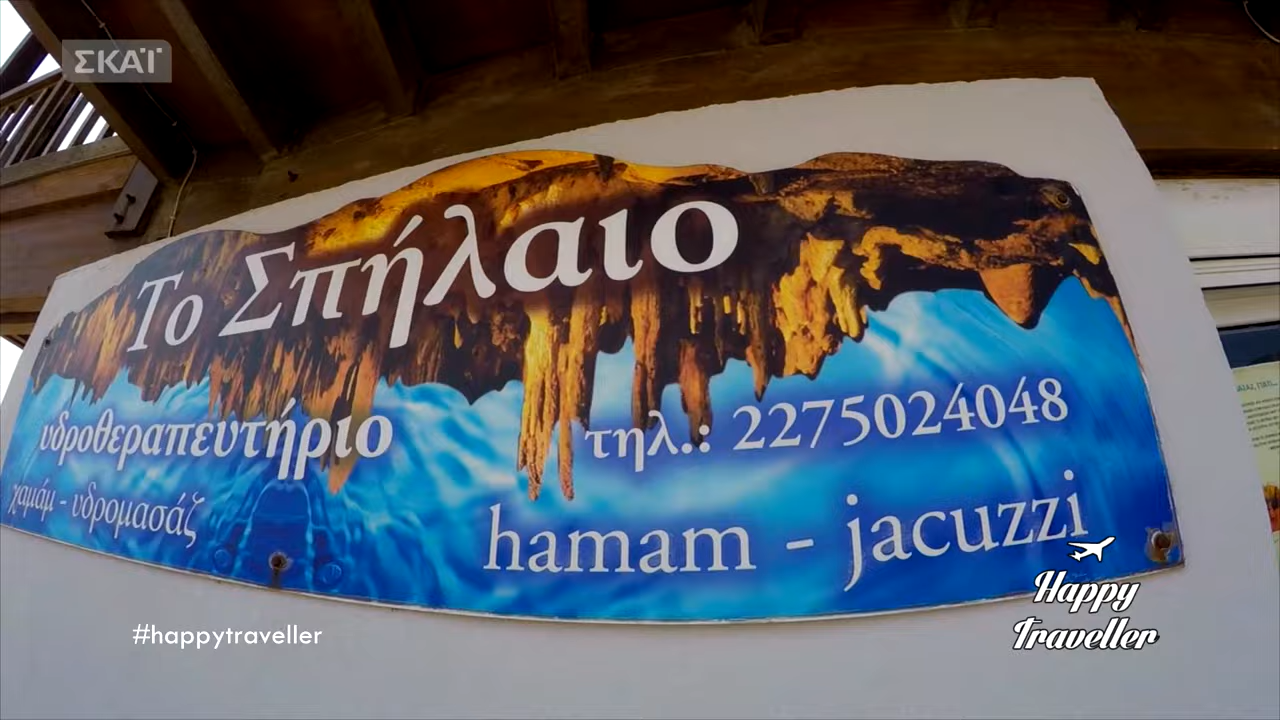 ΣΚΑΪ
Το Σπήλαιο
υδροθεραπευτήριο
τηλ.: 2275024048
χαμάμ - υδρομασάζ
hamam - jacuzzi
#happytraveller
Happy
Traveller